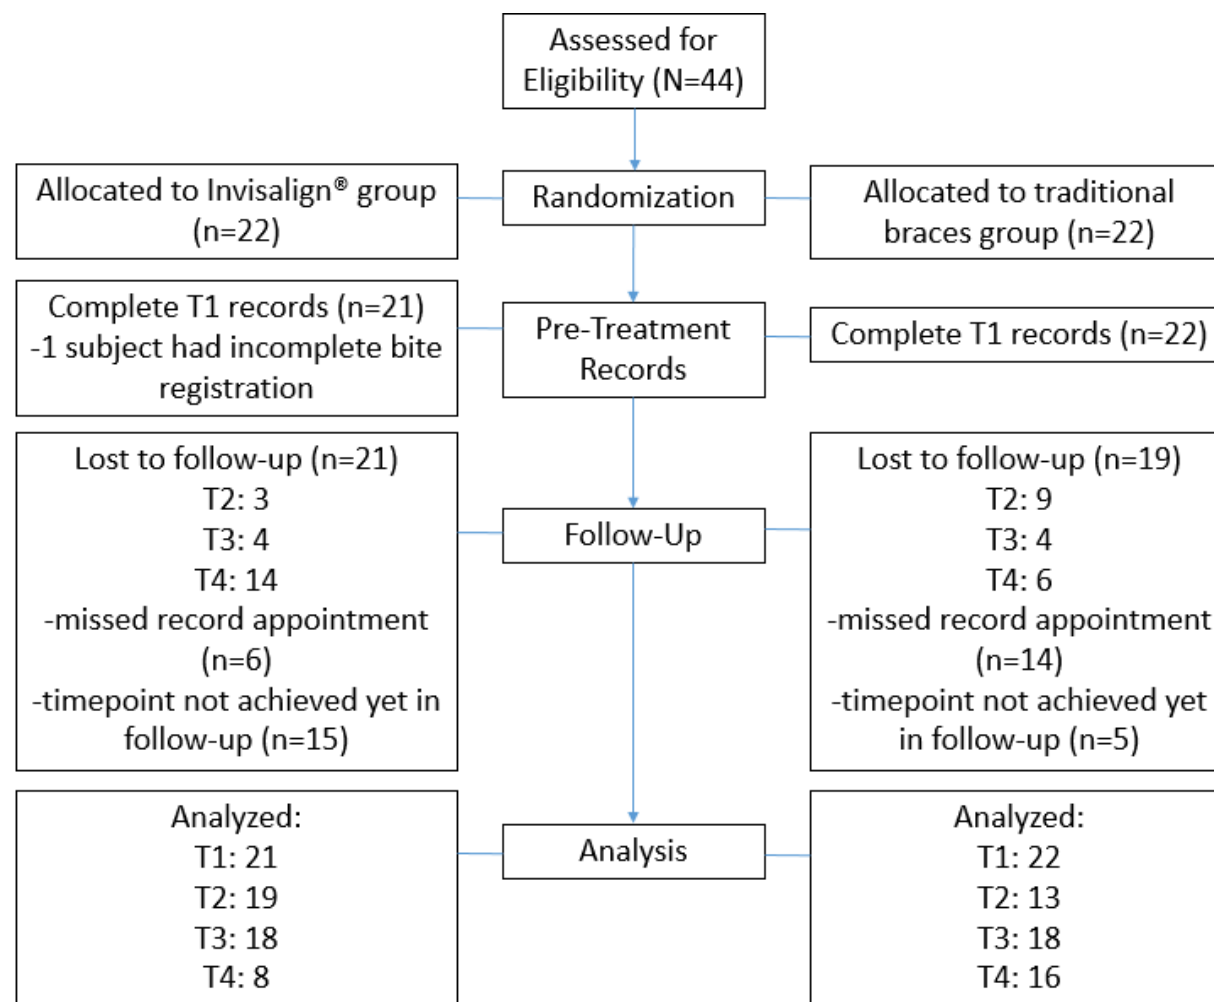 Assessed for
Eligibility (N=44)
Allocated to Invisalign® group
(n=22)
Randomization
Allocated to traditional
braces group (n=22)
Complete T1 records (n=21)
-1 subject had incomplete bite
registration
Pre-Treatment
Records
Complete T1 records (n=22)
Lost to follow-up (n=21)
T2: 3
T3: 4
T4: 14
-missed record appointment
(n=6)
-timepoint not achieved yet in
follow-up (n=15)
Follow-Up
Lost to follow-up (n=19)
T2: 9
T3: 4
T4: 6
-missed record appointment
(n=14)
-timepoint not achieved yet
in follow-up (n=5)
Analyzed:
T1: 21
T2: 19
T3: 18
T4: 8
Analysis
Analyzed:
T1: 22
T2: 13
T3: 18
T4: 16